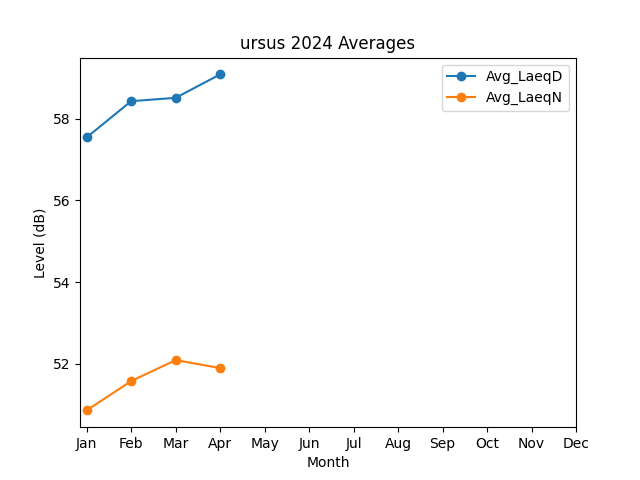 ursus 2024 Averages
Avg_LaeqD
Avg_LaeqN
58
56
54
52
Level (dB)
Jan Feb Mar Apr May Jun Jul Aug Sep Oct Nov Dec
Month